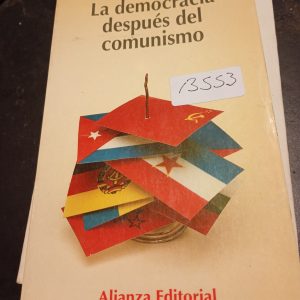 La democracia
después del
comunismo
13553
Alianza Editorial